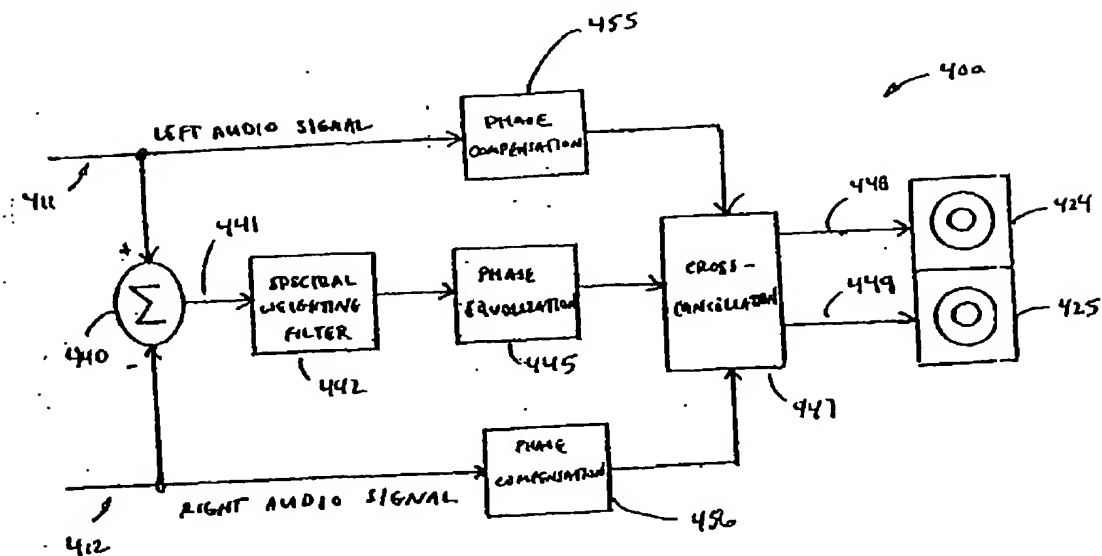 455
400
LEFT AUDIO SIGNAL
PHASE
COMPENSATION
411
448
424
441
+
Σ
SPECTRAL
WEIGHTING
FILTER
PHASE
EQUALIZATION
CROSS-
CANCELLATION
449
425
440
-
442
445
447
PHASE
COMPENSATION
RIGHT AUDIO SIGNAL
412
456